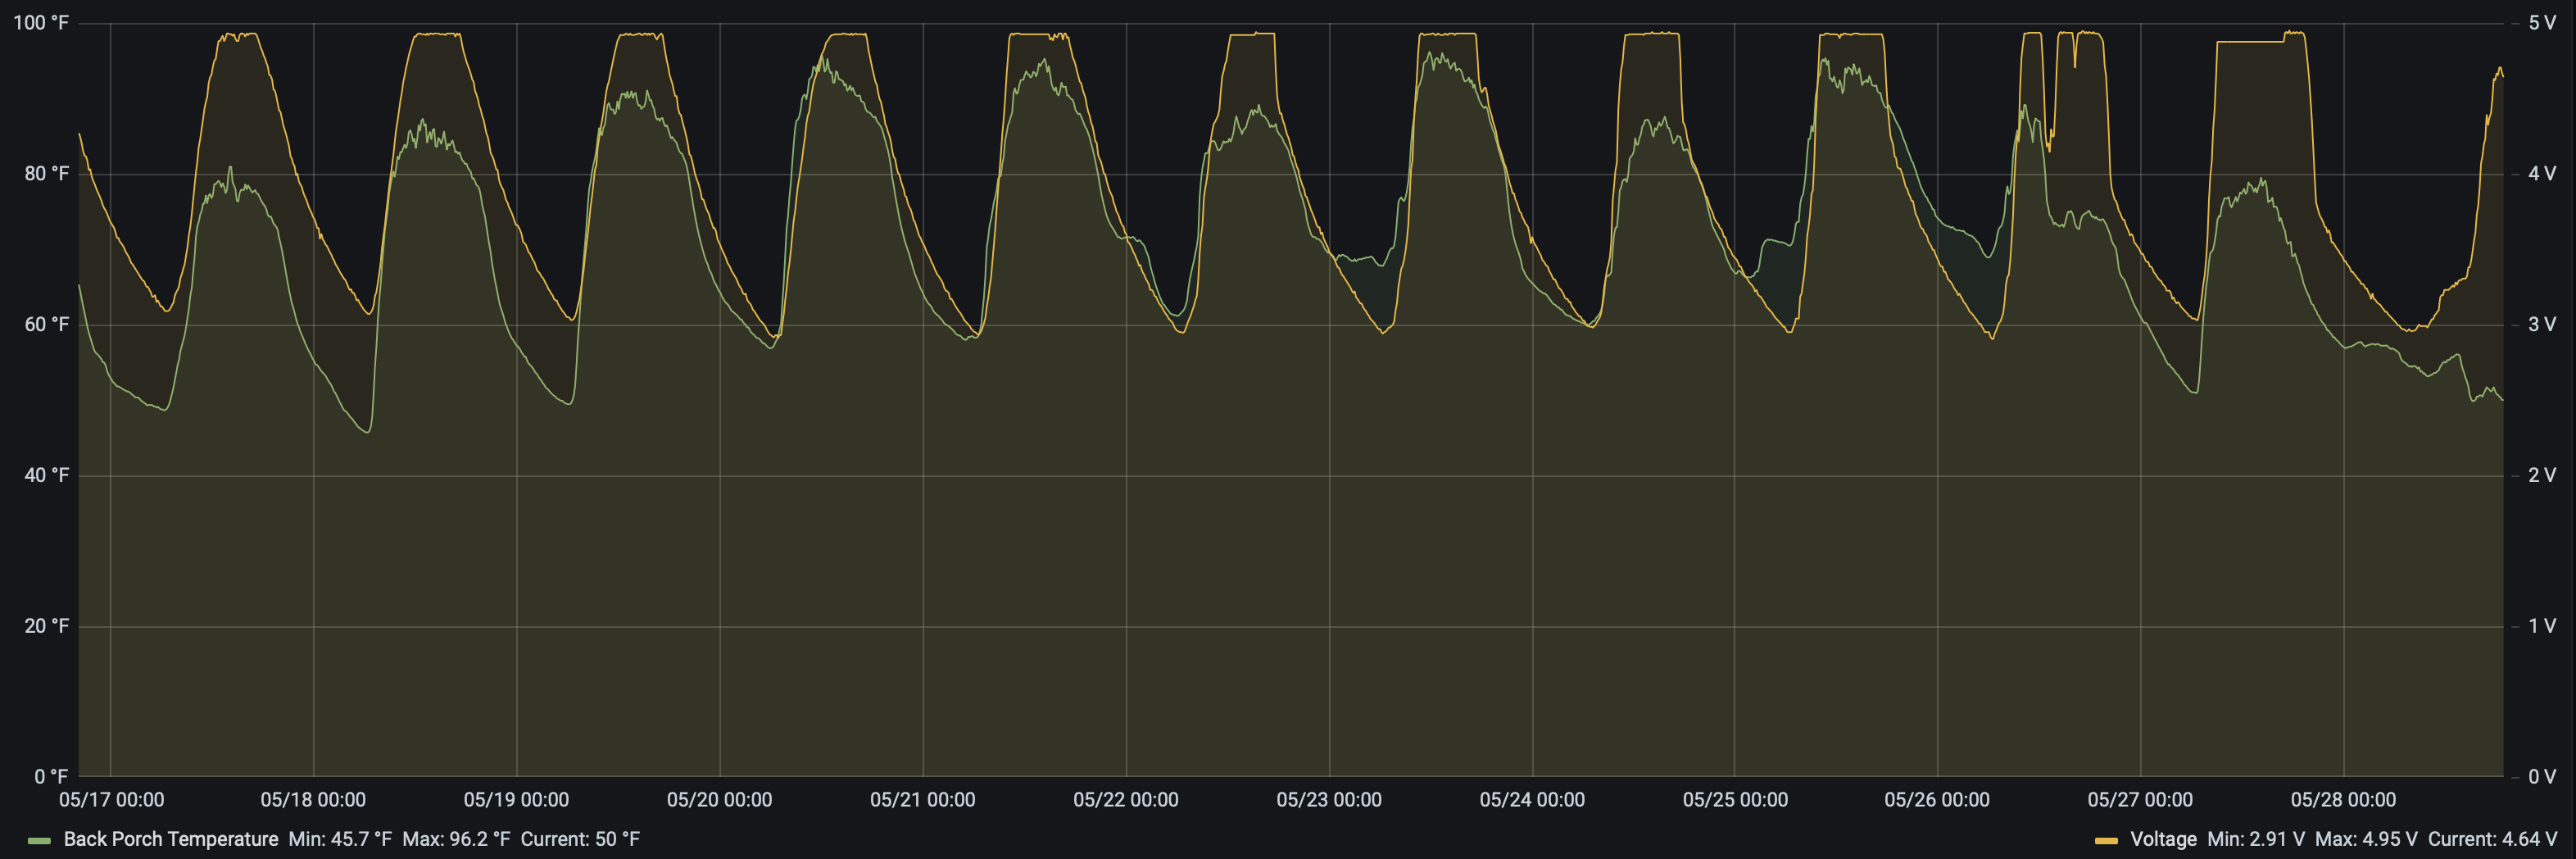 100 °F
80 °F
60 °F
40 °F
20 °F
0 °F
5 V
4 V
3 V
2 V
1 V
0 V
05/17 00:00 05/18 00:00 05/19 00:00 05/20 00:00 05/21 00:00 05/22 00:00 05/23 00:00 05/24 00:00 05/25 00:00 05/26 00:00 05/27 00:00 05/28 00:00
Back Porch Temperature Min: 45.7 °F Max: 96.2 °F Current: 50 °F
Voltage Min: 2.91 V Max: 4.95 V Current: 4.64 V